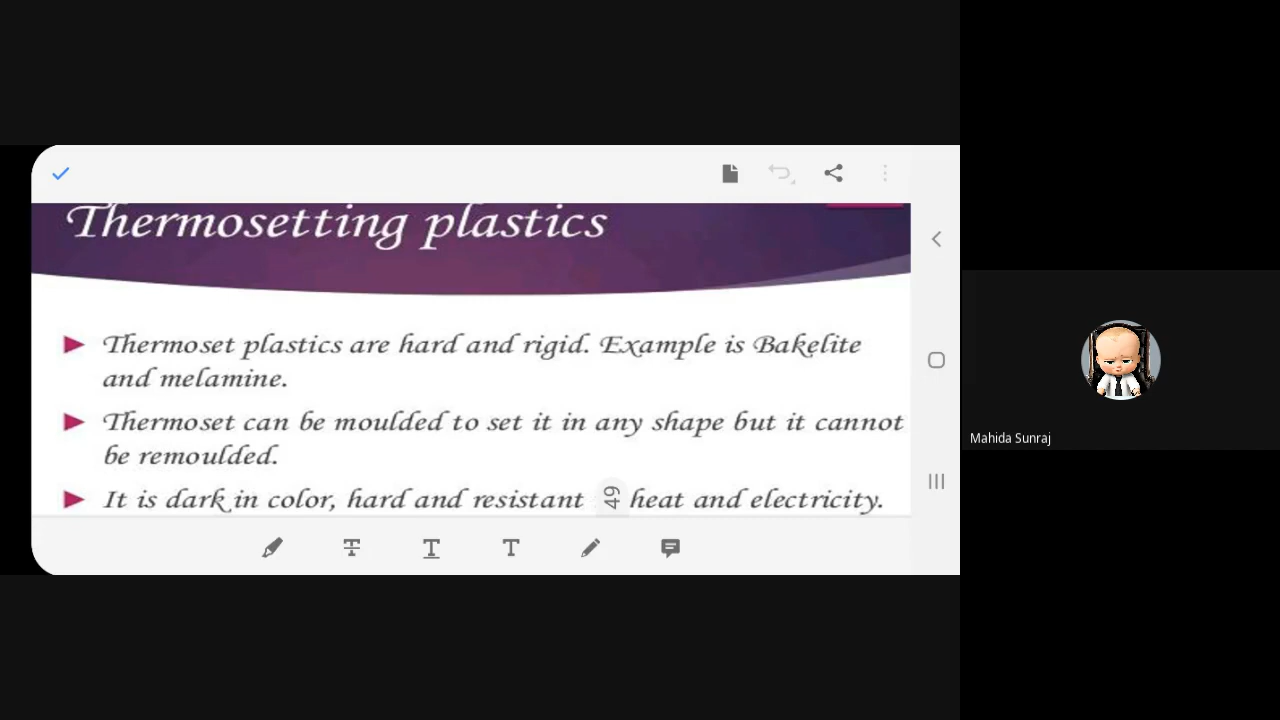 Thermosetting plastics
Thermoset plastics are hard and rigid. Example is Bakelite
and melamine.
Thermoset can be moulded to set it in any shape but it cannot
be remoulded.
It is dark in color, hard and resistant 49 heat and electricity.
Mahida Sunraj